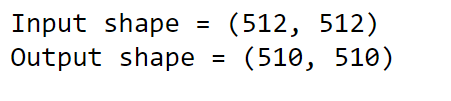 Input shape = (512, 512)
Output shape = (510, 510)